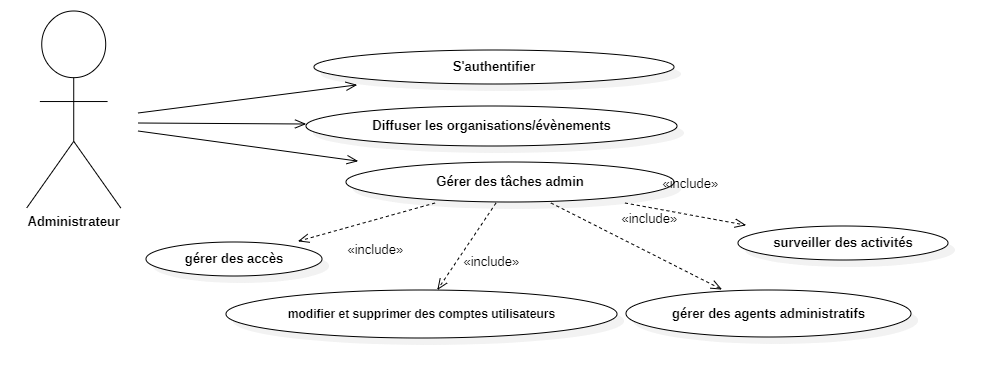 S'authentifier
Diffuser les organisations/évènements
Gérer des tâches admin
«include»
Administrateur
«include»
surveiller des activités
«include»
gérer des accès
«include»
modifier et supprimer des comptes utilisateurs
gérer des agents administratifs